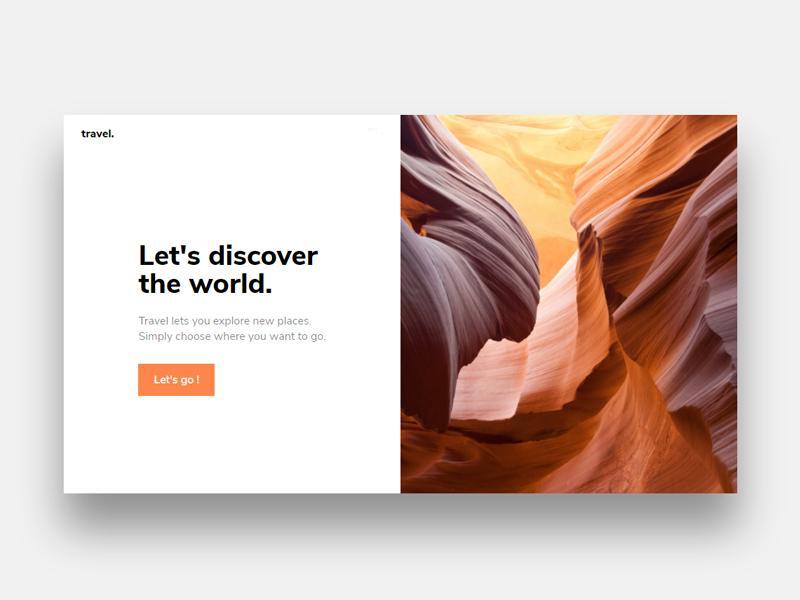 travel.
Let's discover
the world.
Travel lets you explore new places.
Simply choose where you want to go.
Let's go !